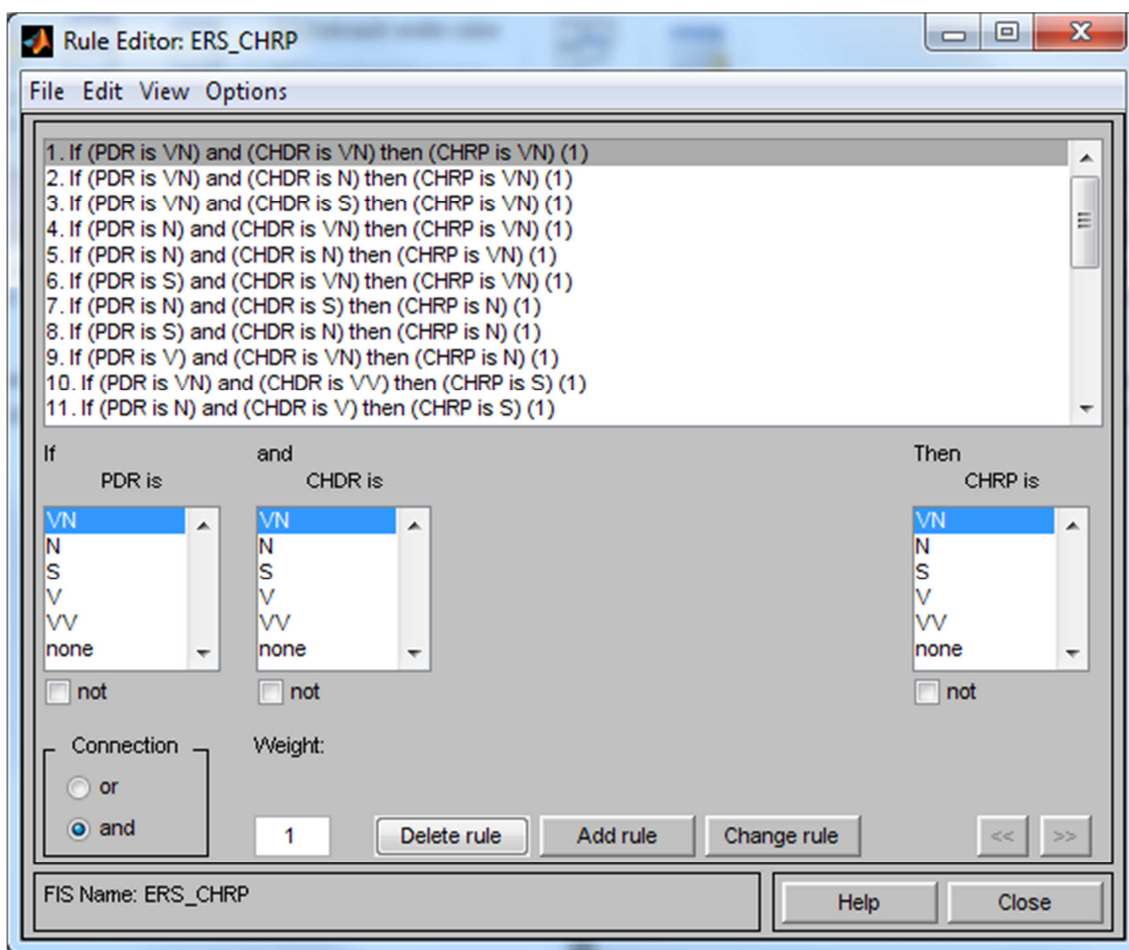 Rule Editor: ERS_CHRP
File Edit View Options
1. If (PDR is VN) and (CHDR is VN) then (CHRP is VN) (1)
2. If (PDR is VN) and (CHDR is N) then (CHRP is VN) (1)
3. If (PDR is VN) and (CHDR is S) then (CHRP is VN) (1)
4. If (PDR is N) and (CHDR is VN) then (CHRP is VN) (1)
5. If (PDR is N) and (CHDR is N) then (CHRP is VN) (1)
6. If (PDR is S) and (CHDR is VN) then (CHRP is VN) (1)
7. If (PDR is N) and (CHDR is S) then (CHRP is N) (1)
8. If (PDR is S) and (CHDR is N) then (CHRP is N) (1)
9. If (PDR is V) and (CHDR is VN) then (CHRP is N) (1)
10. If (PDR is VN) and (CHDR is VV) then (CHRP is S) (1)
11. If (PDR is N) and (CHDR is V) then (CHRP is S) (1)
If and Then
PDR is CHDR is CHRP is
VN VN VN
N N N
S S S
V V V
VV VV VV
none none none
not not not
Connection Weight:
or
and 1 Delete rule Add rule Change rule << >>
FIS Name: ERS_CHRP Help Close